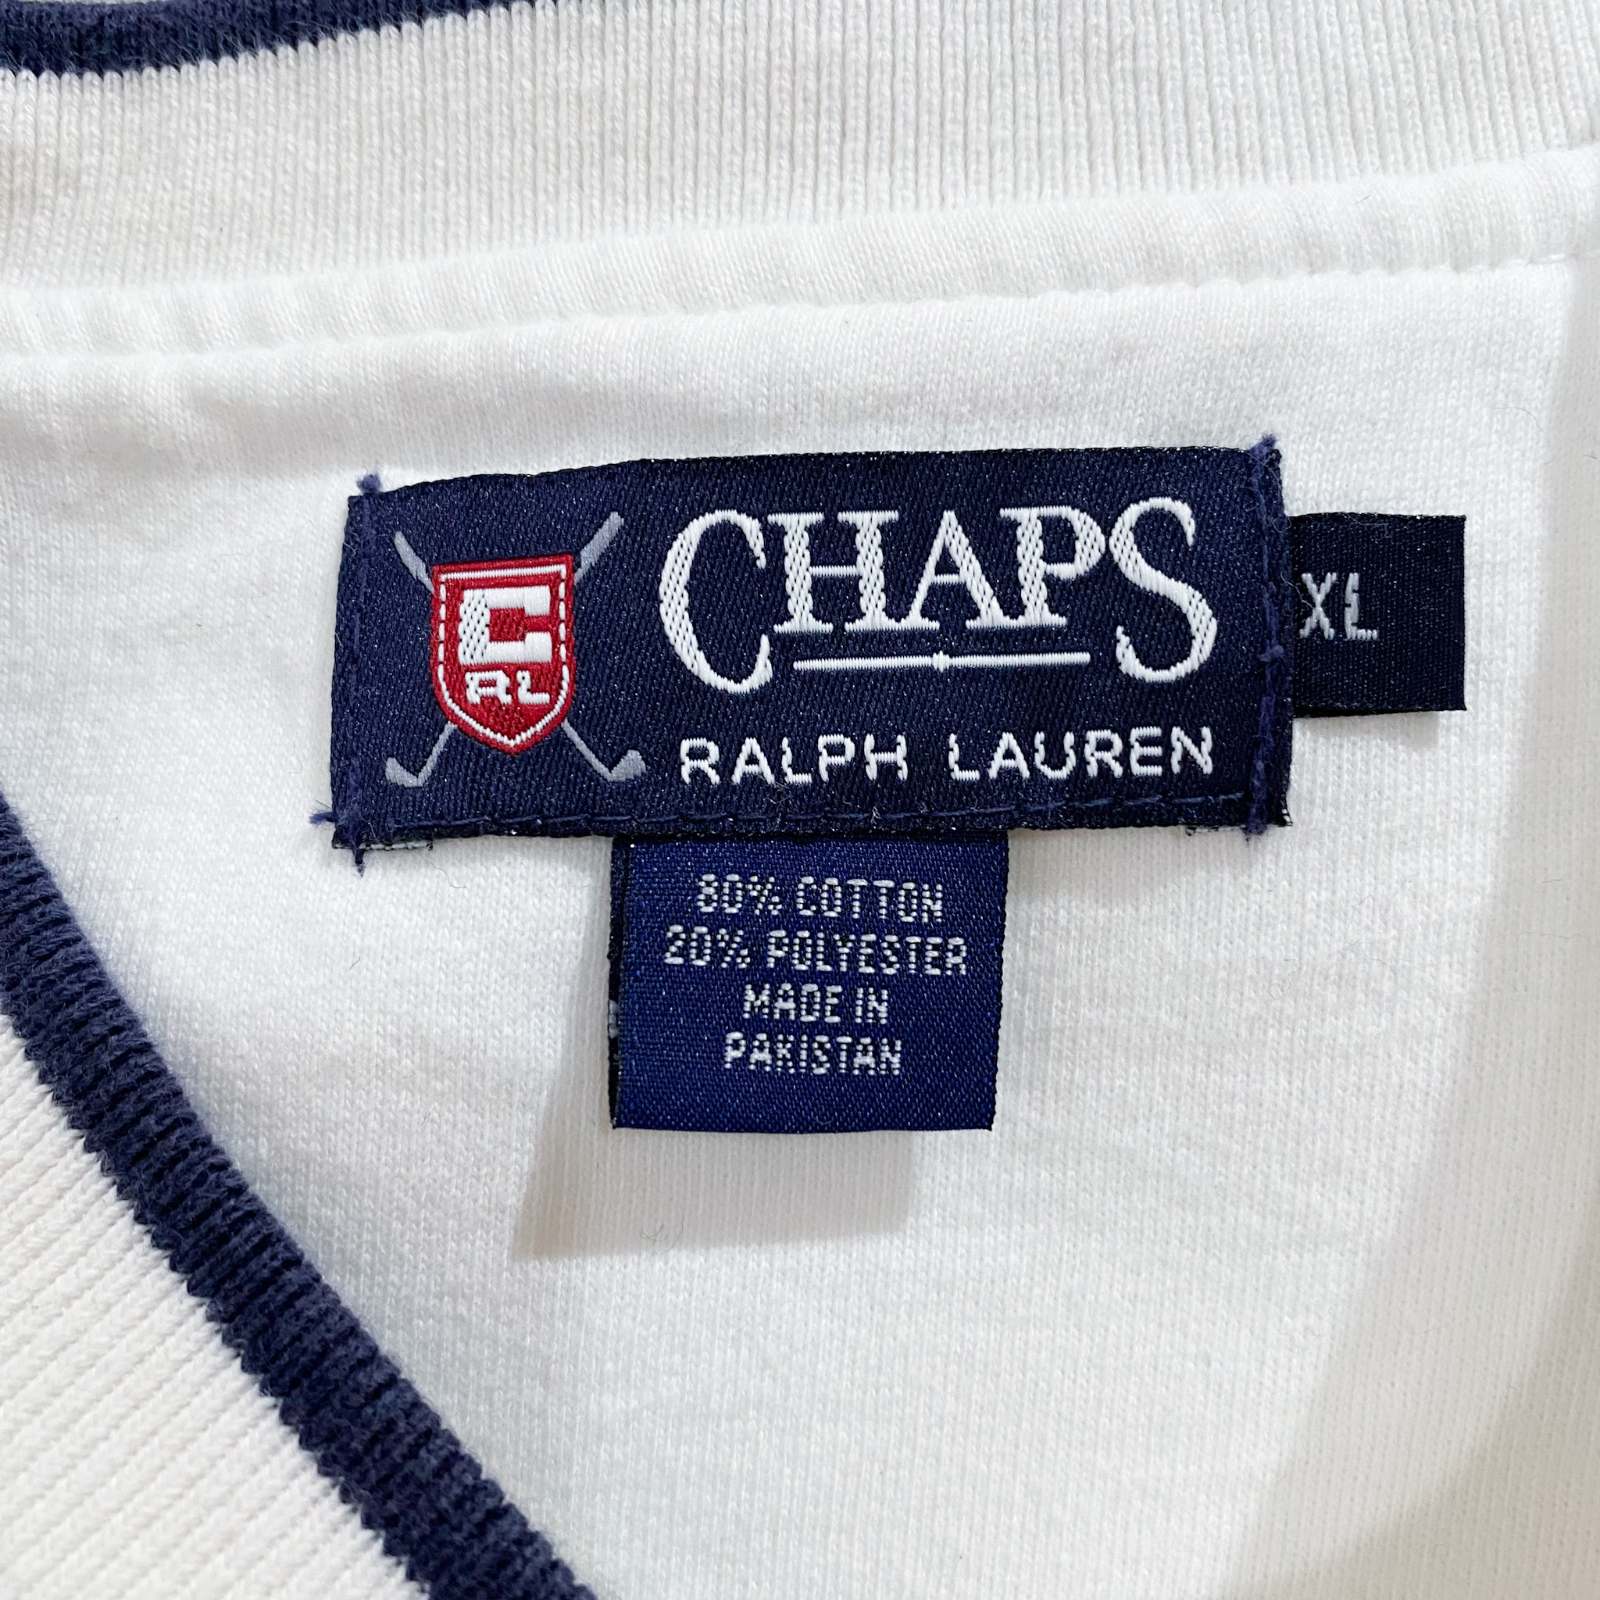 C
RL
CHAPS
RALPH LAUREN
XL
80% COTTON
20% POLYESTER
MADE IN
PAKISTAN